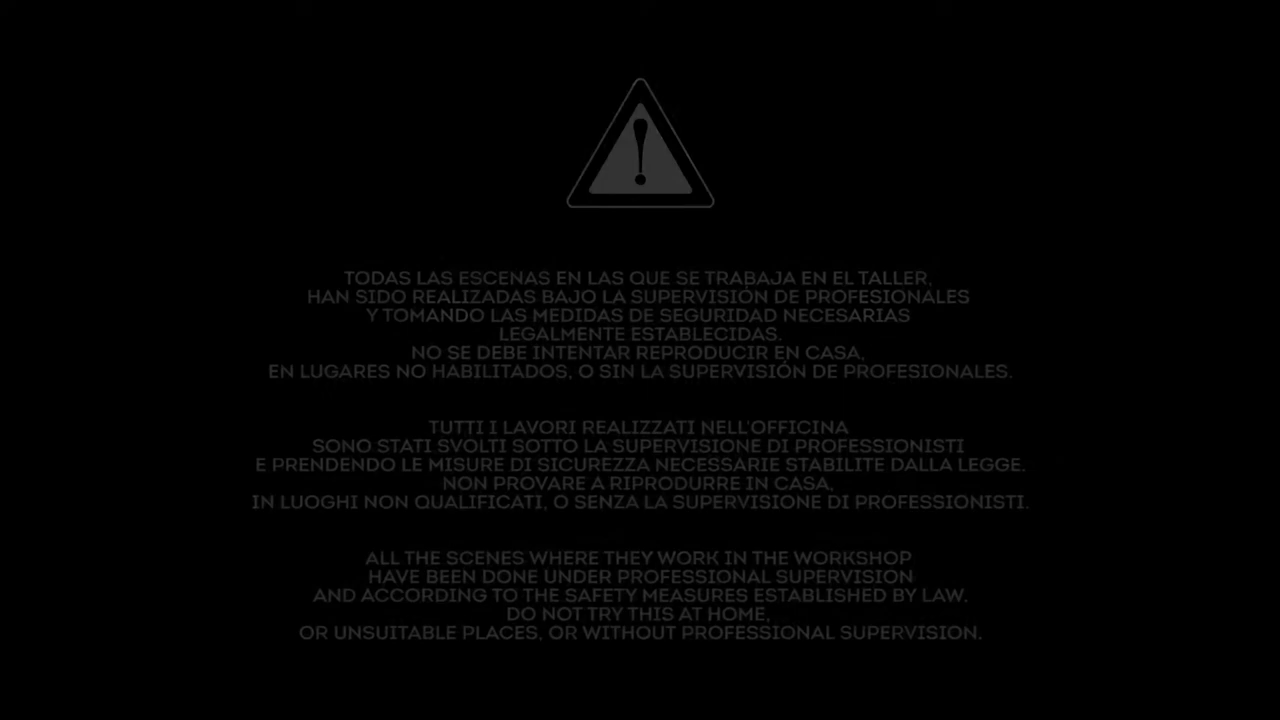 TODAS LAS ESCENAS EN LAS QUE SE TRABAJA EN EL TALLER,
HAN SIDO REALIZADAS BAJO LA SUPERVISIÓN DE PROFESIONALES
Y TOMANDO LAS MEDIDAS DE SEGURIDAD NECESARIAS
LEGALMENTE ESTABLECIDAS.
NO SE DEBE INTENTAR REPRODUCIR EN CASA,
EN LUGARES NO HABILITADOS, O SIN LA SUPERVISIÓN DE PROFESIONALES.
TUTTI I LAVORI REALIZZATI NELL'OFFICINA
SONO STATI SVOLTI SOTTO LA SUPERVISIONE DI PROFESSIONISTI
E PRENDENDO LE MISURE DI SICUREZZA NECESSARIE STABILITE DALLA LEGGE.
NON PROVARE A RIPRODURRE IN CASA,
IN LUOGHI NON QUALIFICATI, O SENZA LA SUPERVISIONE DI PROFESSIONISTI.
ALL THE SCENES WHERE THEY WORK IN THE WORKSHOP
HAVE BEEN DONE UNDER PROFESSIONAL SUPERVISION
AND ACCORDING TO THE SAFETY MEASURES ESTABLISHED BY LAW.
DO NOT TRY THIS AT HOME,
OR UNSUITABLE PLACES, OR WITHOUT PROFESSIONAL SUPERVISION.